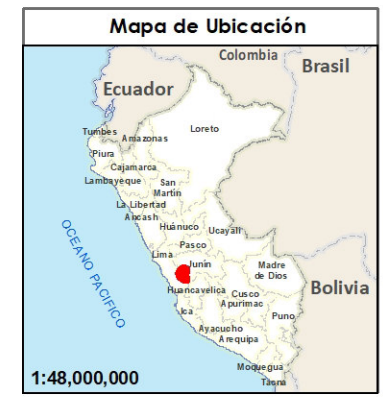 Mapa de Ubicación
Colombia
Brasil
Ecuador
Tumbes
Amazonas
Loreto
Piura
Cajamarca
Lambayeque
San
Martín
La Libertad
Ancash
Huánuco
Ucayali
Pasco
Lima
Junín
Madre
de Dios
Huancavelica
Cusco
Apurimac
Bolivia
Ica
Puno
Ayacucho
Arequipa
OCEANO PACIFICO
Moquegua
Tacna
1:48,000,000